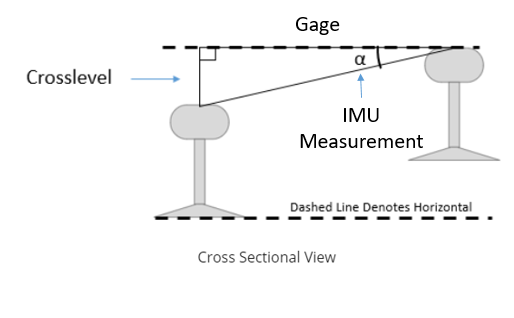 Gage
α
Crosslevel
IMU
Measurement
Dashed Line Denotes Horizontal
Cross Sectional View